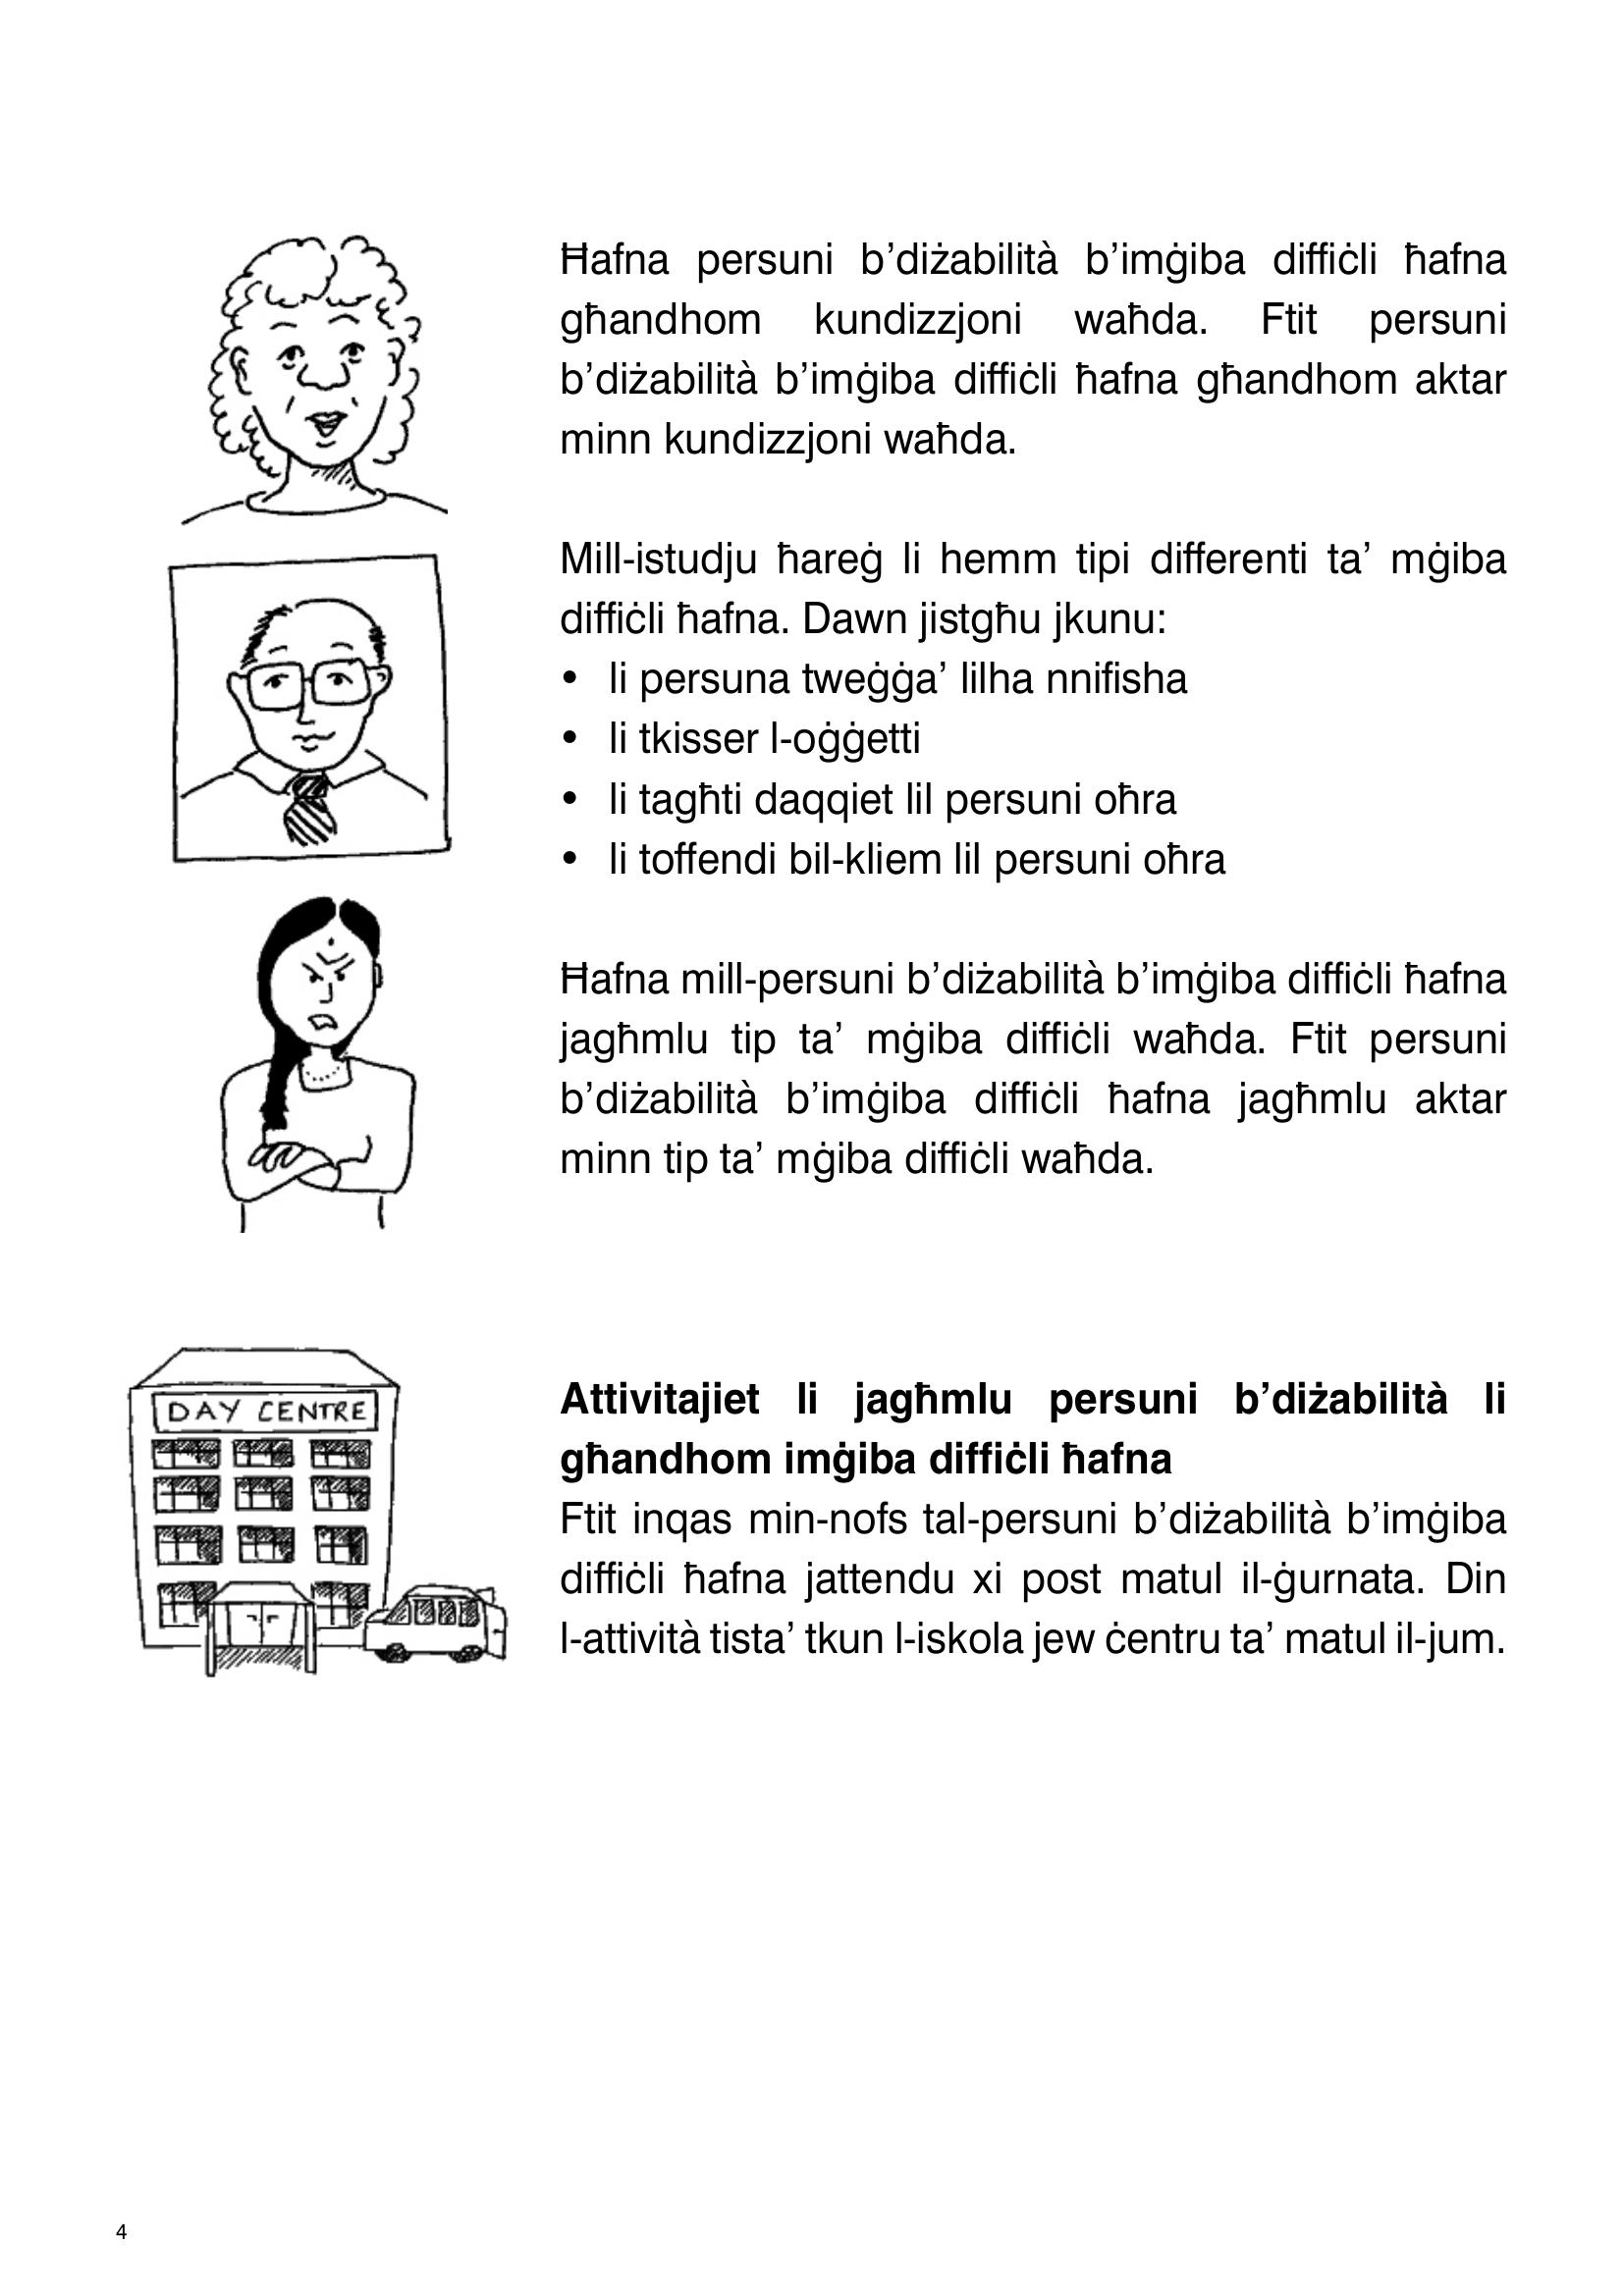 Ħafna persuni b’diżabilità b’imġiba diffiċli ħafna
għandhom kundizzjoni waħda. Ftit persuni
b’diżabilità b’imġiba diffiċli ħafna għandhom aktar
minn kundizzjoni waħda.
Mill-istudju ħareġ li hemm tipi differenti ta’ mġiba
diffiċli ħafna. Dawn jistgħu jkunu:
• li persuna tweġġa’ lilha nnifisha
• li tkisser l-oġġetti
• li tagħti daqqiet lil persuni oħra
• li toffendi bil-kliem lil persuni oħra
Ħafna mill-persuni b’diżabilità b’imġiba diffiċli ħafna
jagħmlu tip ta’ mġiba diffiċli waħda. Ftit persuni
b’diżabilità b’imġiba diffiċli ħafna jagħmlu aktar
minn tip ta’ mġiba diffiċli waħda.
DAY CENTRE
Attivitajiet li jagħmlu persuni b’diżabilità li
għandhom imġiba diffiċli ħafna
Ftit inqas min-nofs tal-persuni b’diżabilità b’imġiba
diffiċli ħafna jattendu xi post matul il-ġurnata. Din
l-attività tista’ tkun l-iskola jew ċentru ta’ matul il-jum.
4